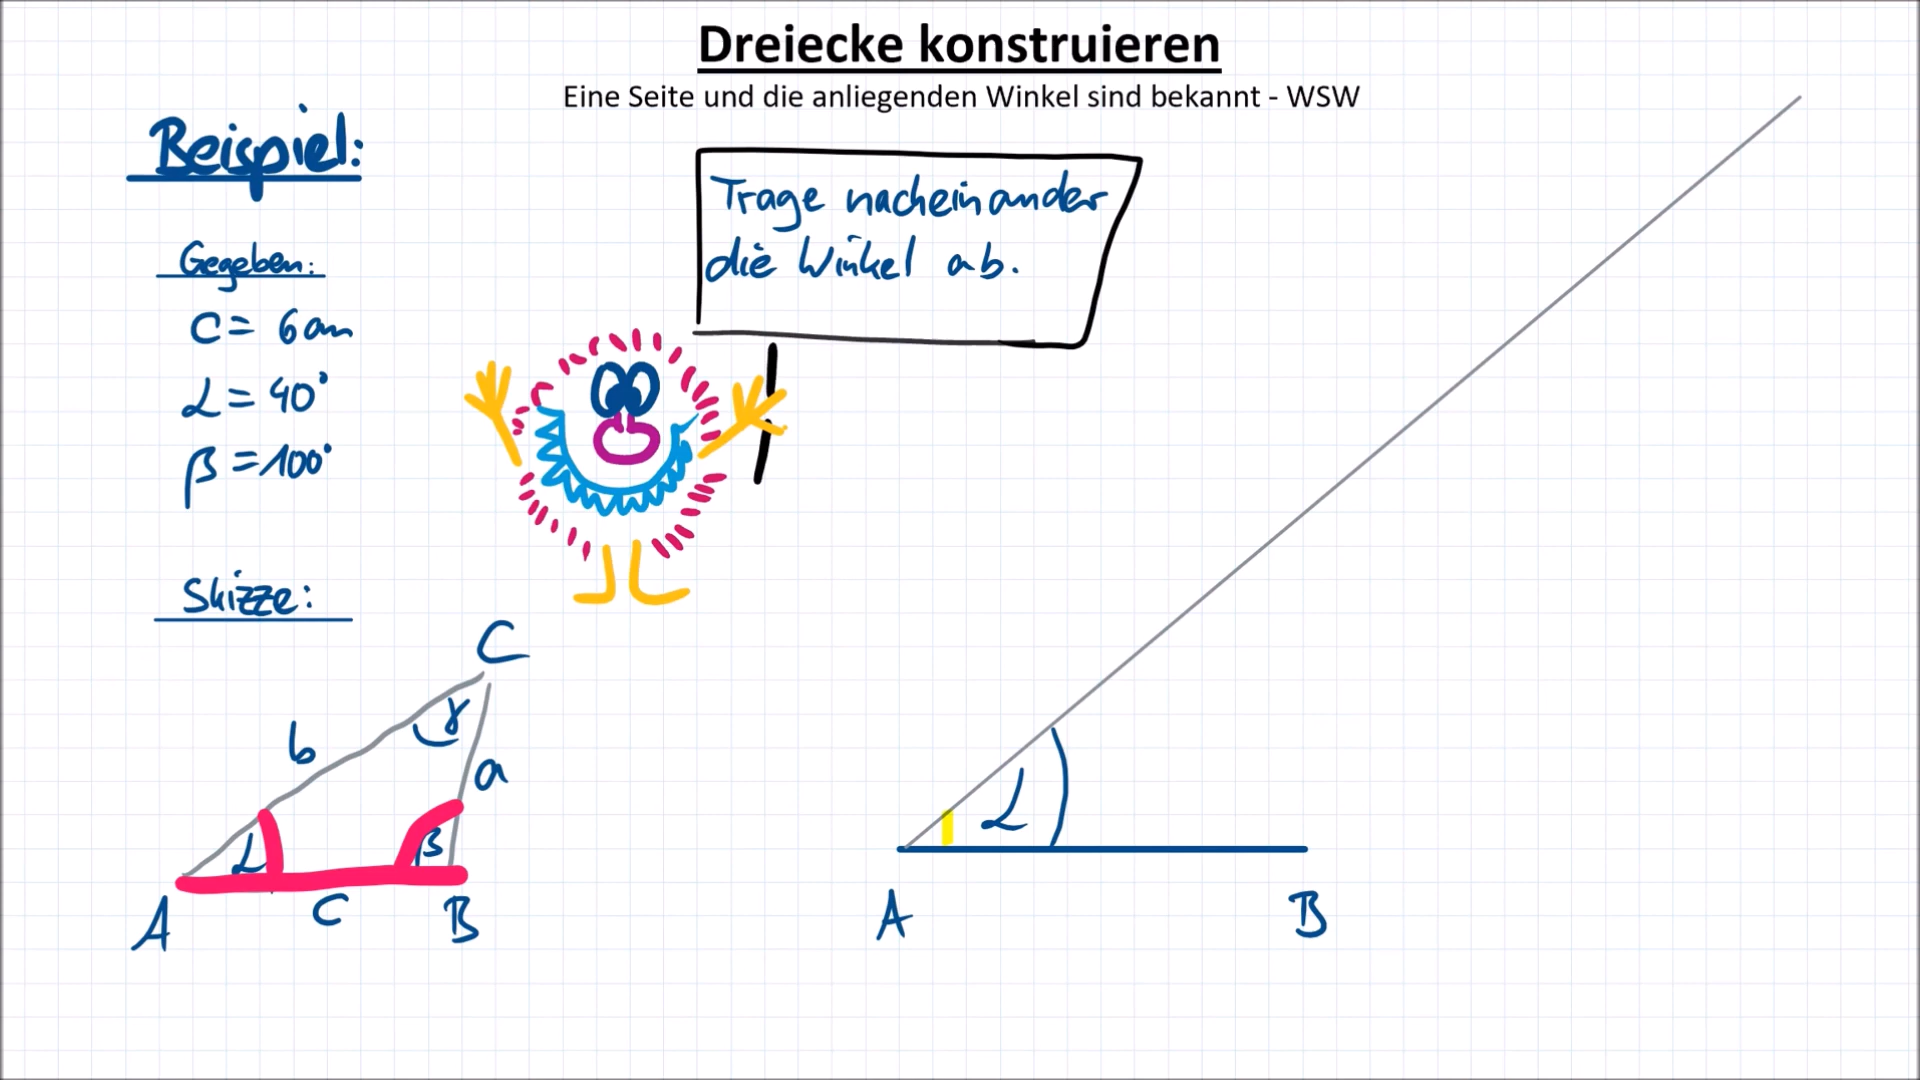 Dreiecke konstruieren
Eine Seite und die anliegenden Winkel sind bekannt - WSW
Beispiel:
Gegeben:
C = 6 cm
α = 40°
β = 100°
Trage nacheinander
die Winkel ab.
Skizze:
C
γ
b
a
α
β
A
c
B
α
A
B